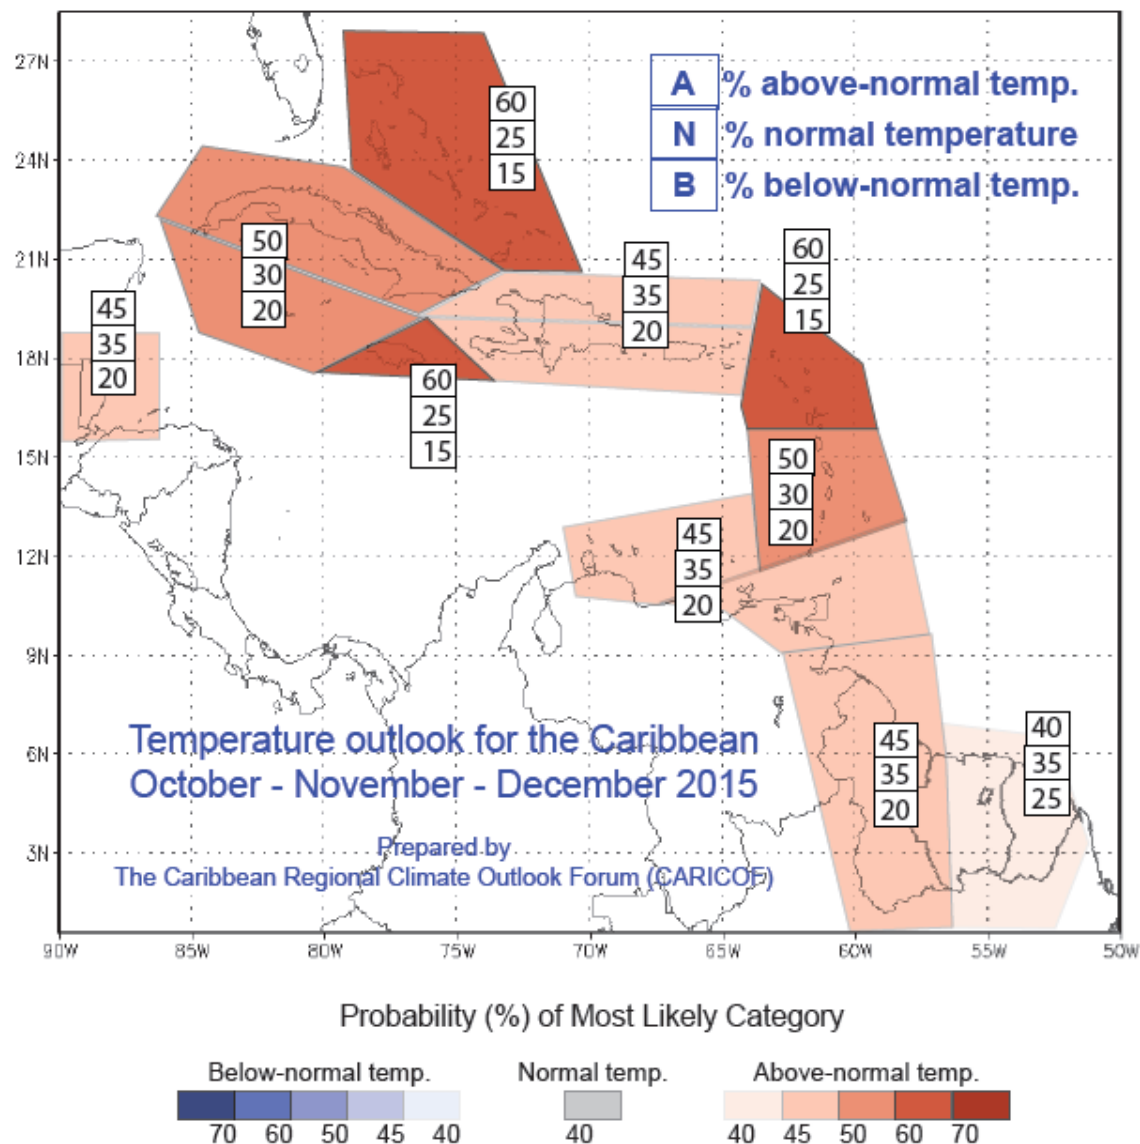 27N
24N
21N
18N
15N
12N
9N
6N
3N
A % above-normal temp.
N % normal temperature
B % below-normal temp.
60
25
15
50
30
20
45
35
20
60
25
15
45
35
20
60
25
15
50
30
20
45
35
20
45
35
20
40
35
25
Temperature outlook for the Caribbean
October - November - December 2015
Prepared by
The Caribbean Regional Climate Outlook Forum (CARICOF)
90W 85W 80W 75W 70W 65W 60W 55W 50W
Probability (%) of Most Likely Category
Below-normal temp. Normal temp. Above-normal temp.
70 60 50 45 40 40 40 45 50 60 70